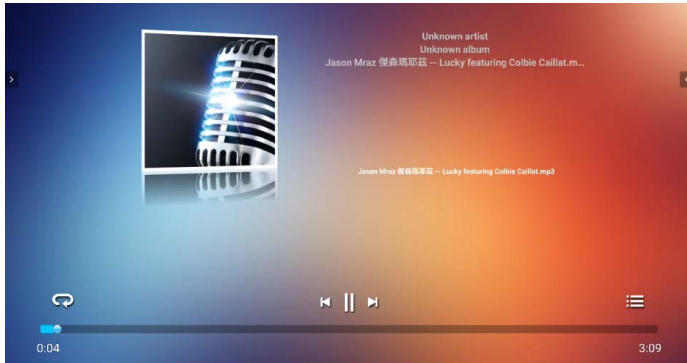 Unknown artist
Unknown album
Jason Mraz 傑森瑪耶茲 -- Lucky featuring Colbie Caillat.m...
Jason Mraz 傑森瑪耶茲 -- Lucky featuring Colbie Caillat.mp3
0:04
3:09